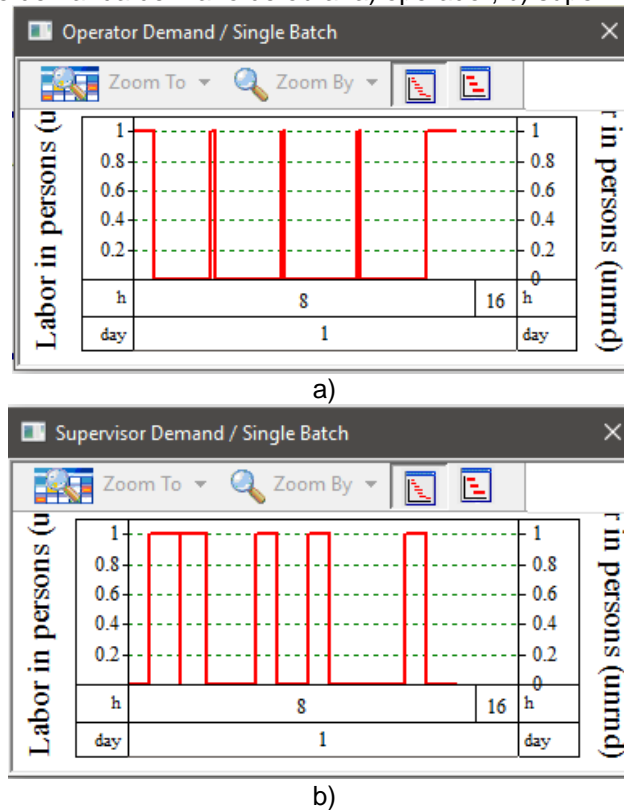 Operator Demand / Single Batch
Zoom To Zoom By
Labor in persons (u
1
0.8
0.6
0.4
0.2
1
0.8
0.6
0.4
0.2
0
r in persons (unrnd)
h 8 16 h
day 1 day
a)
Supervisor Demand / Single Batch
Zoom To Zoom By
Labor in persons (u
1
0.8
0.6
0.4
0.2
1
0.8
0.6
0.4
0.2
0
r in persons (unrnd)
h 8 16 h
day 1 day
b)